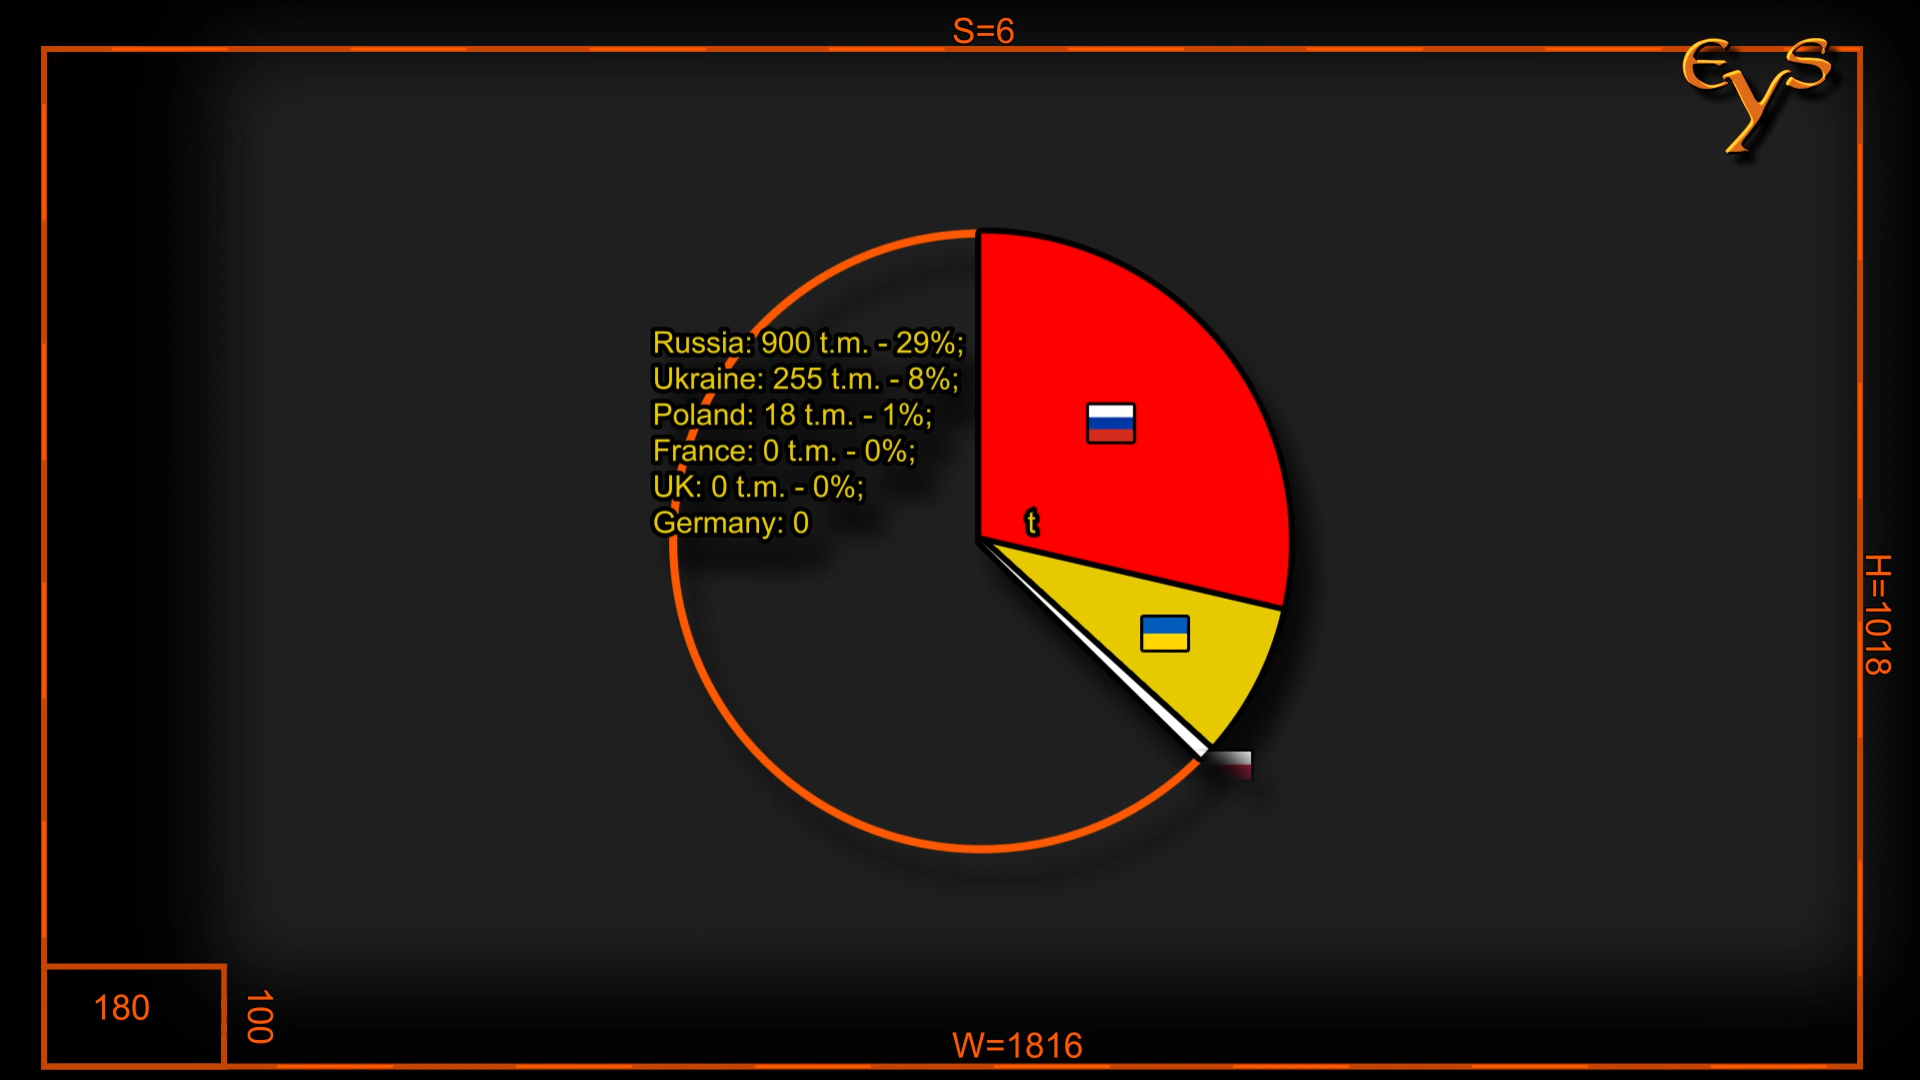 S=6
EyS
Russia: 900 t.m. - 29%;
Ukraine: 255 t.m. - 8%;
Poland: 18 t.m. - 1%;
France: 0 t.m. - 0%;
UK: 0 t.m. - 0%;
Germany: 0 t
H=1018
180
100
W=1816